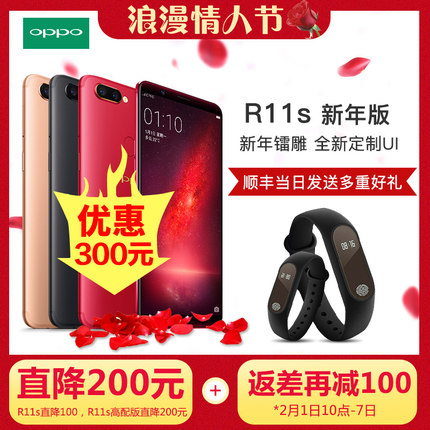 oppo
浪漫情人节
R11s 新年版
新年镭雕 全新定制UI
顺丰当日发送多重好礼
01:10
优惠
300元
08:16
直降200元
R11s直降100，R11s高配版直降200元
+
返差再减100
*2月1日10点-7日